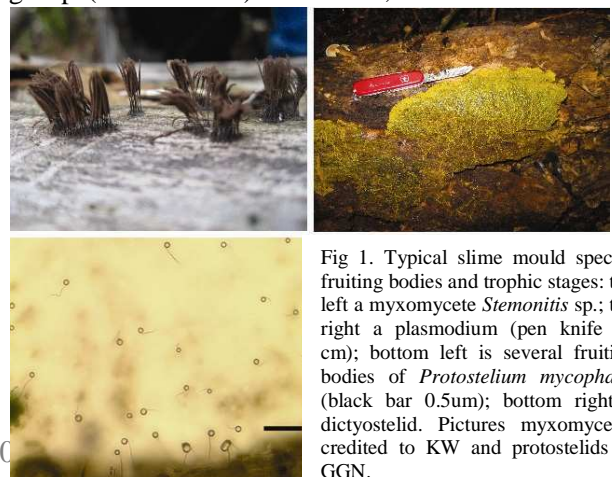 Fig 1. Typical slime mould spec
fruiting bodies and trophic stages: t
left a myxomycete Stemonitis sp.; t
right a plasmodium (pen knife
cm); bottom left is several fruiti
bodies of Protostelium mycopha
(black bar 0.5um); bottom right
dictyostelid. Pictures myxomyce
credited to KW and protostelids
GGN.